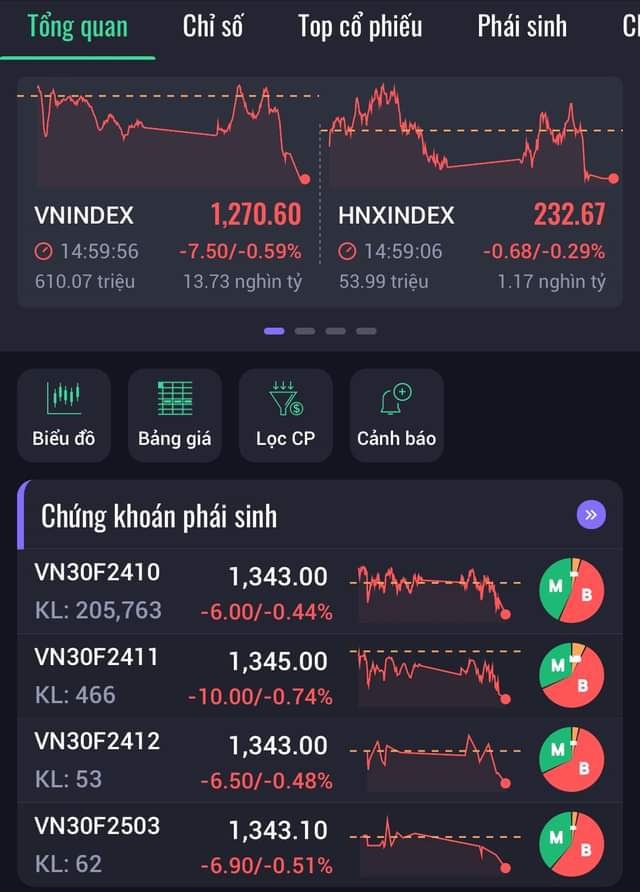 Tổng quan Chỉ số Top cổ phiếu Phái sinh
VNINDEX 1,270.60
14:59:56 -7.50/-0.59%
610.07 triệu 13.73 nghìn tỷ
HNXINDEX 232.67
14:59:06 -0.68/-0.29%
53.99 triệu 1.17 nghìn tỷ
Biểu đồ Bảng giá Lọc CP Cảnh báo
Chứng khoán phái sinh
VN30F2410 1,343.00
KL: 205,763 -6.00/-0.44%
M B
VN30F2411 1,345.00
KL: 466 -10.00/-0.74%
M B
VN30F2412 1,343.00
KL: 53 -6.50/-0.48%
M B
VN30F2503 1,343.10
KL: 62 -6.90/-0.51%
M B